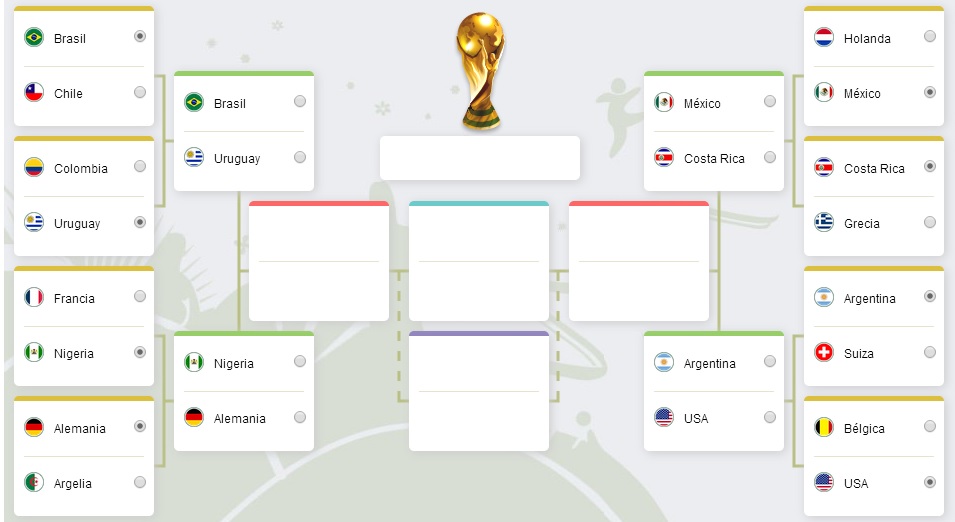 Brasil
Chile
Colombia
Uruguay
Francia
Nigeria
Alemania
Argelia
Brasil
Uruguay
Nigeria
Alemania
México
Costa Rica
Argentina
USA
Holanda
México
Costa Rica
Grecia
Argentina
Suiza
Bélgica
USA